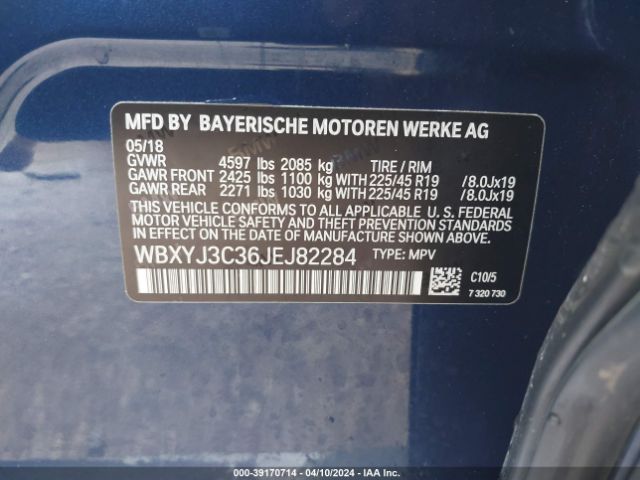 MFD BY BAYERISCHE MOTOREN WERKE AG
05/18
GVWR 4597 lbs 2085 kg TIRE / RIM
GAWR FRONT 2425 lbs 1100 kg WITH 225/45 R19 /8.0Jx19
GAWR REAR 2271 lbs 1030 kg WITH 225/45 R19 /8.0Jx19
THIS VEHICLE CONFORMS TO ALL APPLICABLE U. S. FEDERAL
MOTOR VEHICLE SAFETY AND THEFT PREVENTION STANDARDS
IN EFFECT ON THE DATE OF MANUFACTURE SHOWN ABOVE.
WBXYJ3C36JEJ82284 TYPE: MPV
C10/5
7 320 730
000-39170714 - 04/10/2024 - IAA Inc.